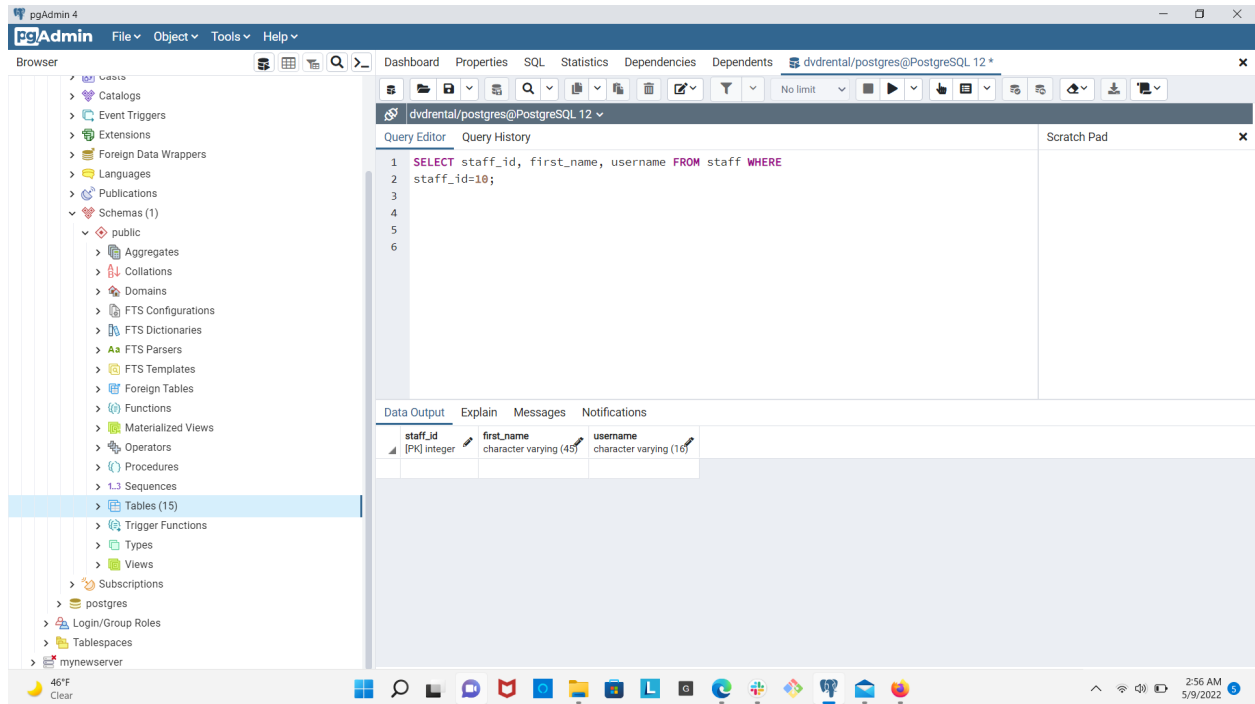 pgAdmin 4
pgAdmin File Object Tools Help
Browser
Dashboard Properties SQL Statistics Dependencies Dependents dvdrental/postgres@PostgreSQL 12 *
No limit
dvdrental/postgres@PostgreSQL 12
Query Editor Query History
Scratch Pad
1 SELECT staff_id, first_name, username FROM staff WHERE
2 staff_id=10;
3
4
5
6
Data Output Explain Messages Notifications
staff_id first_name username
[PK] integer character varying (45) character varying (16)
Casts
Catalogs
Event Triggers
Extensions
Foreign Data Wrappers
Languages
Publications
Schemas (1)
public
Aggregates
Collations
Domains
FTS Configurations
FTS Dictionaries
Aa FTS Parsers
FTS Templates
Foreign Tables
Functions
Materialized Views
Operators
Procedures
1..3 Sequences
Tables (15)
Trigger Functions
Types
Views
Subscriptions
postgres
Login/Group Roles
Tablespaces
mynewserver
46°F
Clear
L
G
2:56 AM
5/9/2022
5